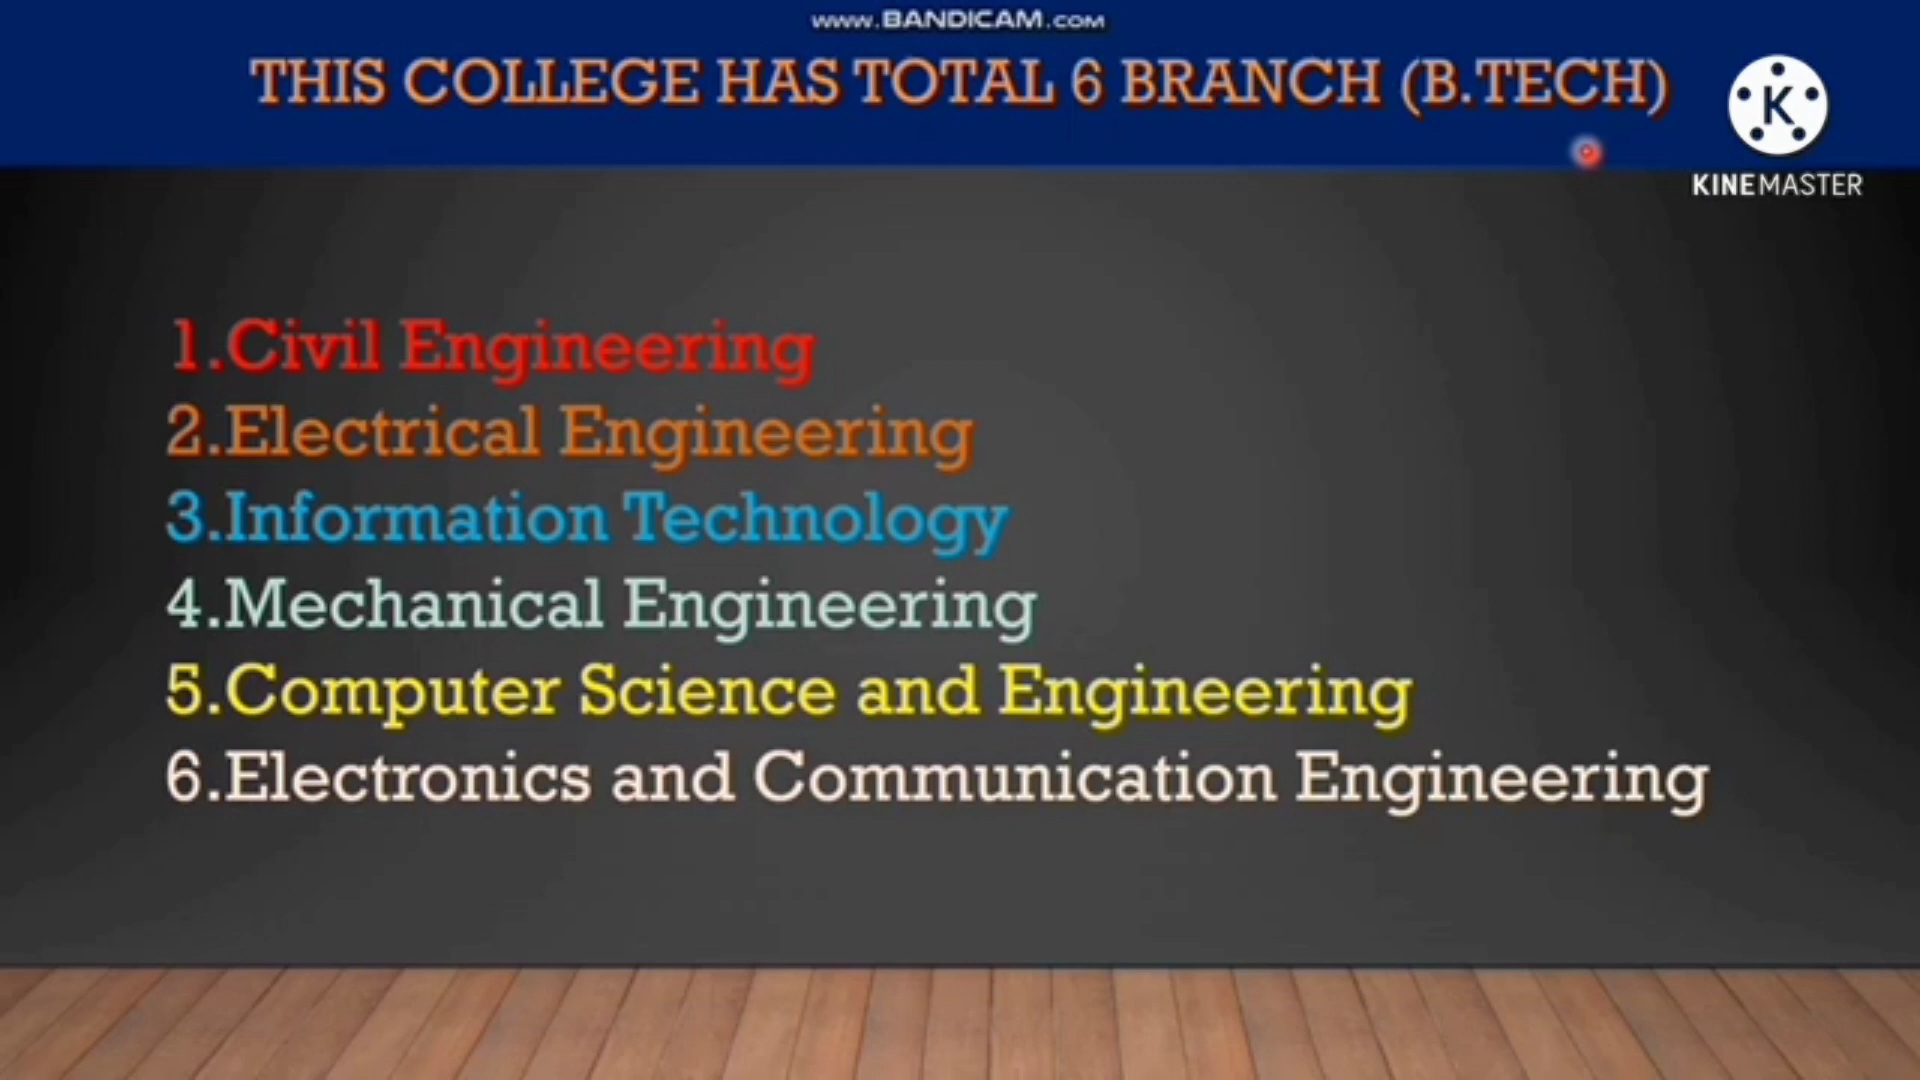 www.BANDICAM.com
THIS COLLEGE HAS TOTAL 6 BRANCH (B.TECH)
K
KINEMASTER
1.Civil Engineering
2.Electrical Engineering
3.Information Technology
4.Mechanical Engineering
5.Computer Science and Engineering
6.Electronics and Communication Engineering